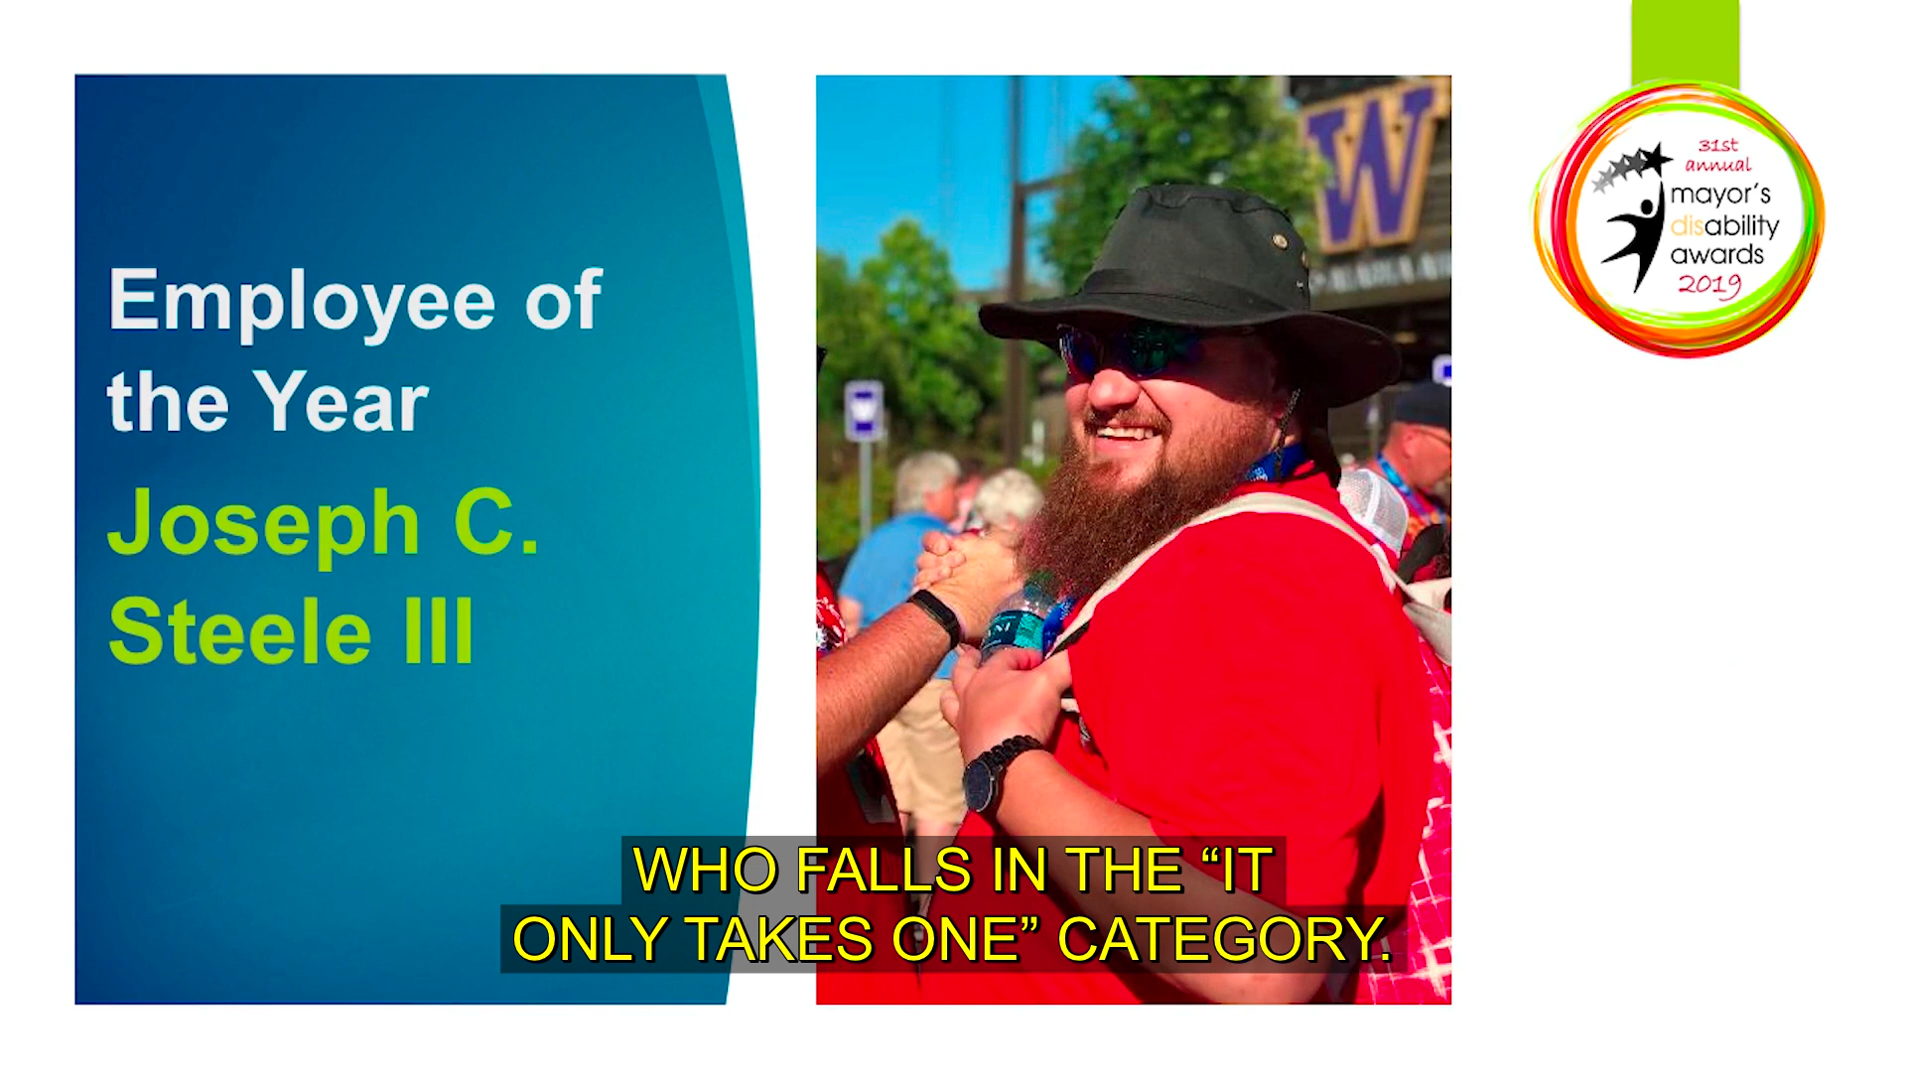 Employee of
the Year
Joseph C.
Steele III
W
W
31st
annual
mayor's
disability
awards
2019
WHO FALLS IN THE “IT
ONLY TAKES ONE” CATEGORY.